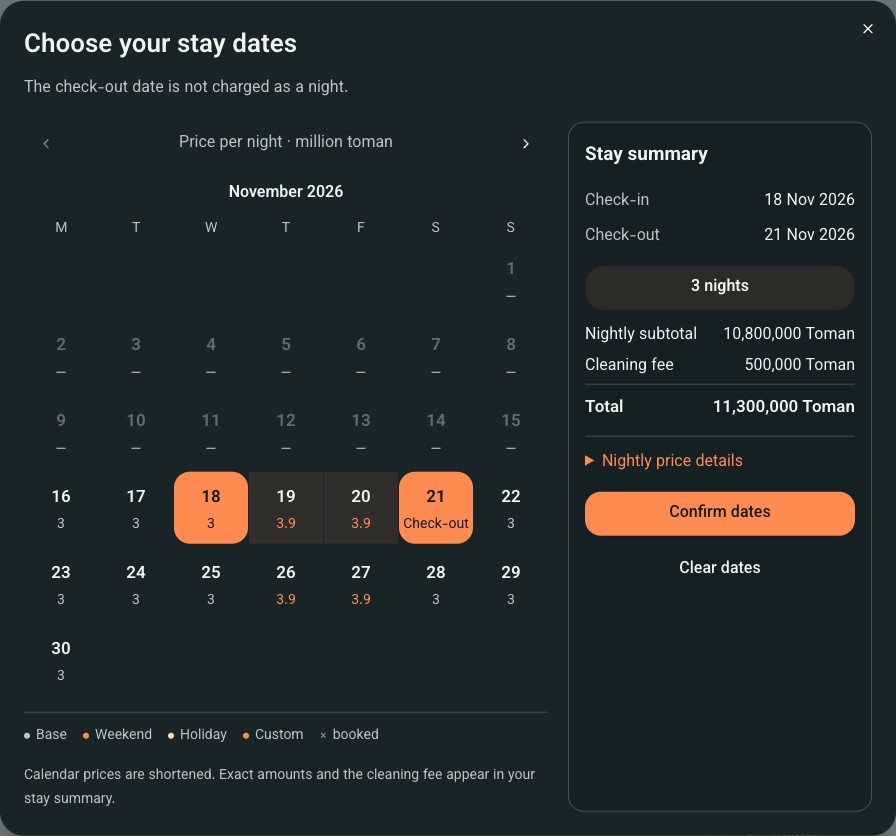 Choose your stay dates
×
The check-out date is not charged as a night.
‹ Price per night · million toman ›
November 2026
M T W T F S S
1
—
2 3 4 5 6 7 8
— — — — — — —
9 10 11 12 13 14 15
— — — — — — —
16 17 18 19 20 21 22
3 3 3 3.9 3.9 Check-out 3
23 24 25 26 27 28 29
3 3 3 3.9 3.9 3 3
30
3
Base Weekend Holiday Custom × booked
Calendar prices are shortened. Exact amounts and the cleaning fee appear in your
stay summary.
Stay summary
Check-in 18 Nov 2026
Check-out 21 Nov 2026
3 nights
Nightly subtotal 10,800,000 Toman
Cleaning fee 500,000 Toman
Total 11,300,000 Toman
Nightly price details
Confirm dates
Clear dates